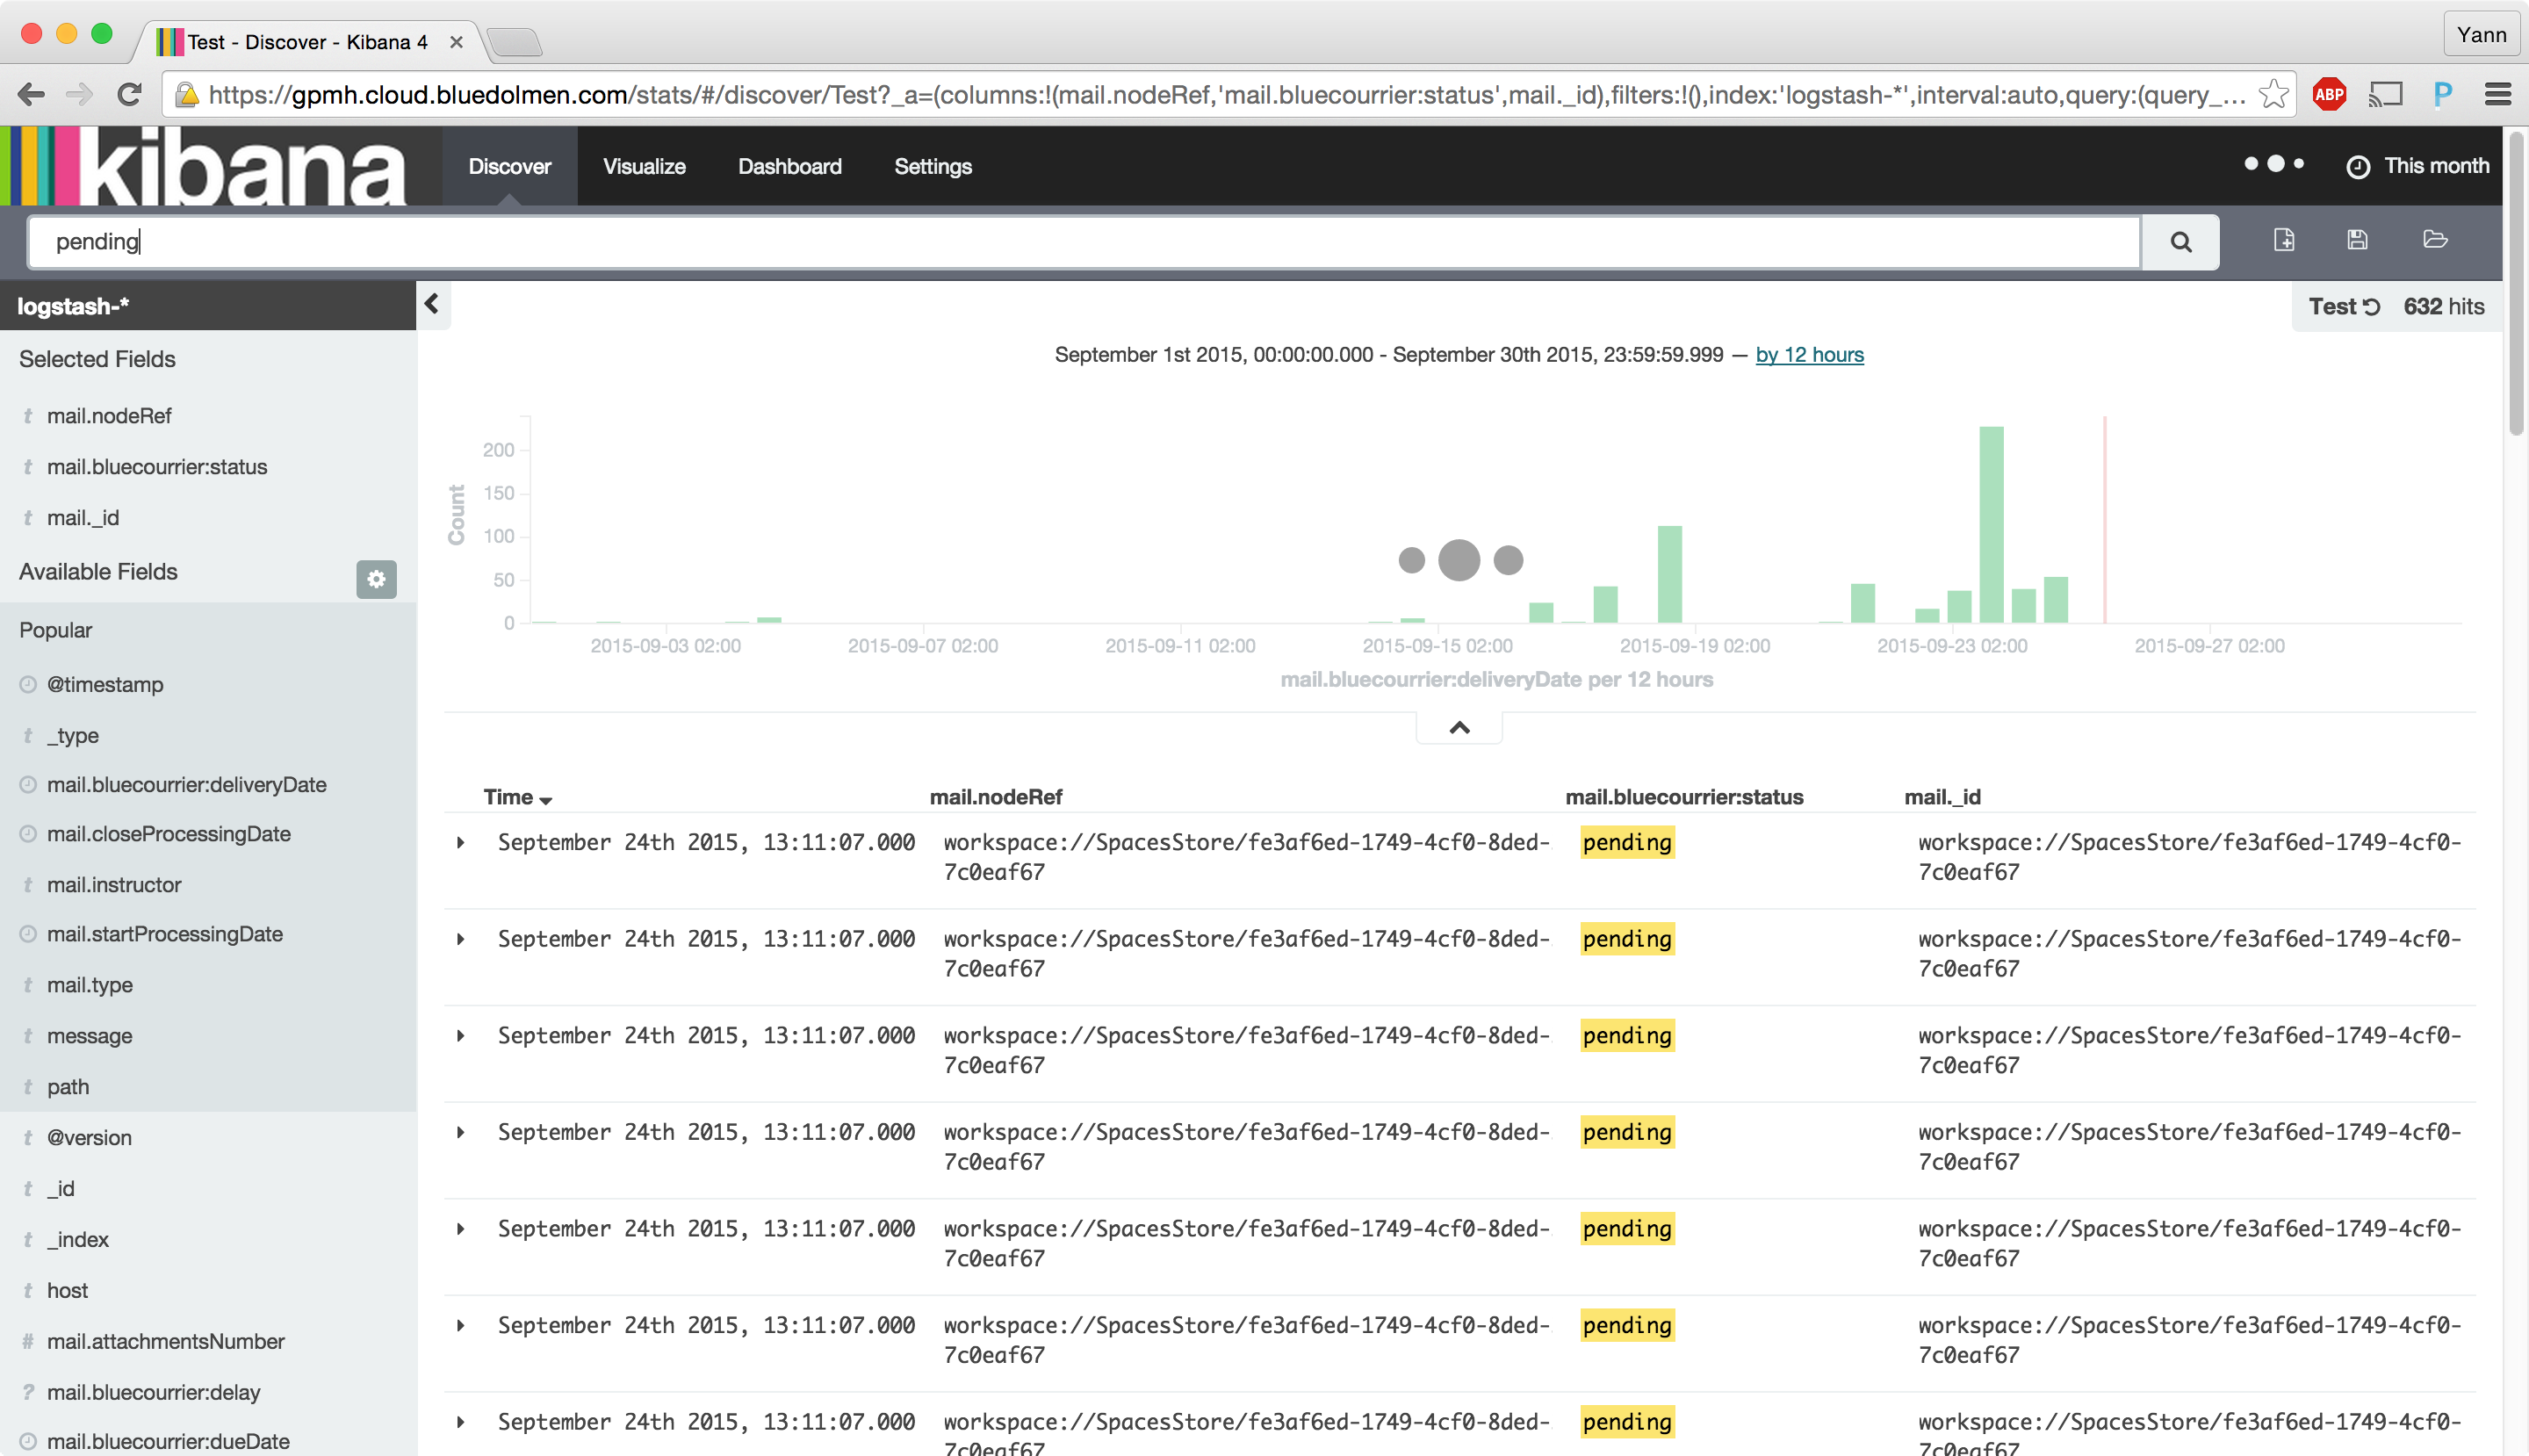 Test - Discover - Kibana 4
Yann
https://gpmh.cloud.bluedolmen.com/stats/#/discover/Test?_a=(columns:!(mail.nodeRef,'mail.bluecourrier:status',mail._id),filters:!(),index:'logstash-*',interval:auto,query:(query_...
ABP
P
kibana
Discover Visualize Dashboard Settings
This month
pending
logstash-*
Test 632 hits
Selected Fields
t mail.nodeRef
t mail.bluecourrier:status
t mail._id
Available Fields
Popular
@timestamp
t _type
mail.bluecourrier:deliveryDate
mail.closeProcessingDate
t mail.instructor
mail.startProcessingDate
t mail.type
t message
t path
t @version
t _id
t _index
t host
# mail.attachmentsNumber
? mail.bluecourrier:delay
mail.bluecourrier:dueDate
September 1st 2015, 00:00:00.000 - September 30th 2015, 23:59:59.999 — by 12 hours
Count
200
150
100
50
0
2015-09-03 02:00 2015-09-07 02:00 2015-09-11 02:00 2015-09-15 02:00 2015-09-19 02:00 2015-09-23 02:00 2015-09-27 02:00
mail.bluecourrier:deliveryDate per 12 hours
Time mail.nodeRef mail.bluecourrier:status mail._id
September 24th 2015, 13:11:07.000 workspace://SpacesStore/fe3af6ed-1749-4cf0-8ded- pending workspace://SpacesStore/fe3af6ed-1749-4cf0-
7c0eaf67 7c0eaf67
September 24th 2015, 13:11:07.000 workspace://SpacesStore/fe3af6ed-1749-4cf0-8ded- pending workspace://SpacesStore/fe3af6ed-1749-4cf0-
7c0eaf67 7c0eaf67
September 24th 2015, 13:11:07.000 workspace://SpacesStore/fe3af6ed-1749-4cf0-8ded- pending workspace://SpacesStore/fe3af6ed-1749-4cf0-
7c0eaf67 7c0eaf67
September 24th 2015, 13:11:07.000 workspace://SpacesStore/fe3af6ed-1749-4cf0-8ded- pending workspace://SpacesStore/fe3af6ed-1749-4cf0-
7c0eaf67 7c0eaf67
September 24th 2015, 13:11:07.000 workspace://SpacesStore/fe3af6ed-1749-4cf0-8ded- pending workspace://SpacesStore/fe3af6ed-1749-4cf0-
7c0eaf67 7c0eaf67
September 24th 2015, 13:11:07.000 workspace://SpacesStore/fe3af6ed-1749-4cf0-8ded- pending workspace://SpacesStore/fe3af6ed-1749-4cf0-
7c0eaf67 7c0eaf67
September 24th 2015, 13:11:07.000 workspace://SpacesStore/fe3af6ed-1749-4cf0-8ded- pending workspace://SpacesStore/fe3af6ed-1749-4cf0-
7c0eaf67 7c0eaf67